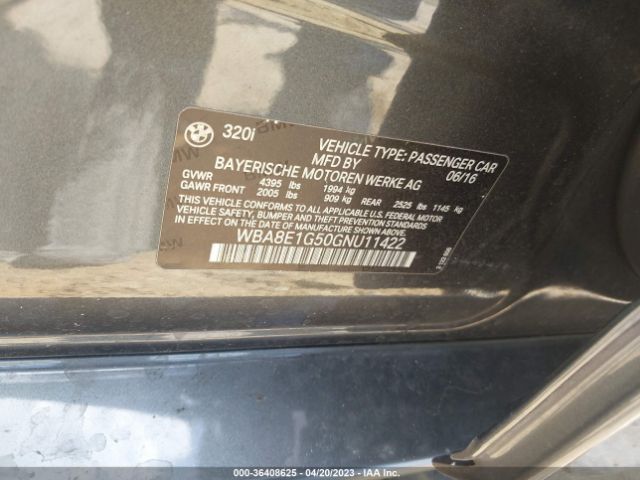 BMW
320i
VEHICLE TYPE: PASSENGER CAR
MFD BY 06/16
BAYERISCHE MOTOREN WERKE AG
GVWR 4395 lbs 1994 kg
GAWR FRONT 2005 lbs 909 kg REAR 2525 lbs 1145 kg
THIS VEHICLE CONFORMS TO ALL APPLICABLE U.S. FEDERAL MOTOR
VEHICLE SAFETY, BUMPER AND THEFT PREVENTION STANDARDS
IN EFFECT ON THE DATE OF MANUFACTURE SHOWN ABOVE.
WBA8E1G50GNU11422
000-36408625 - 04/20/2023 - IAA Inc.